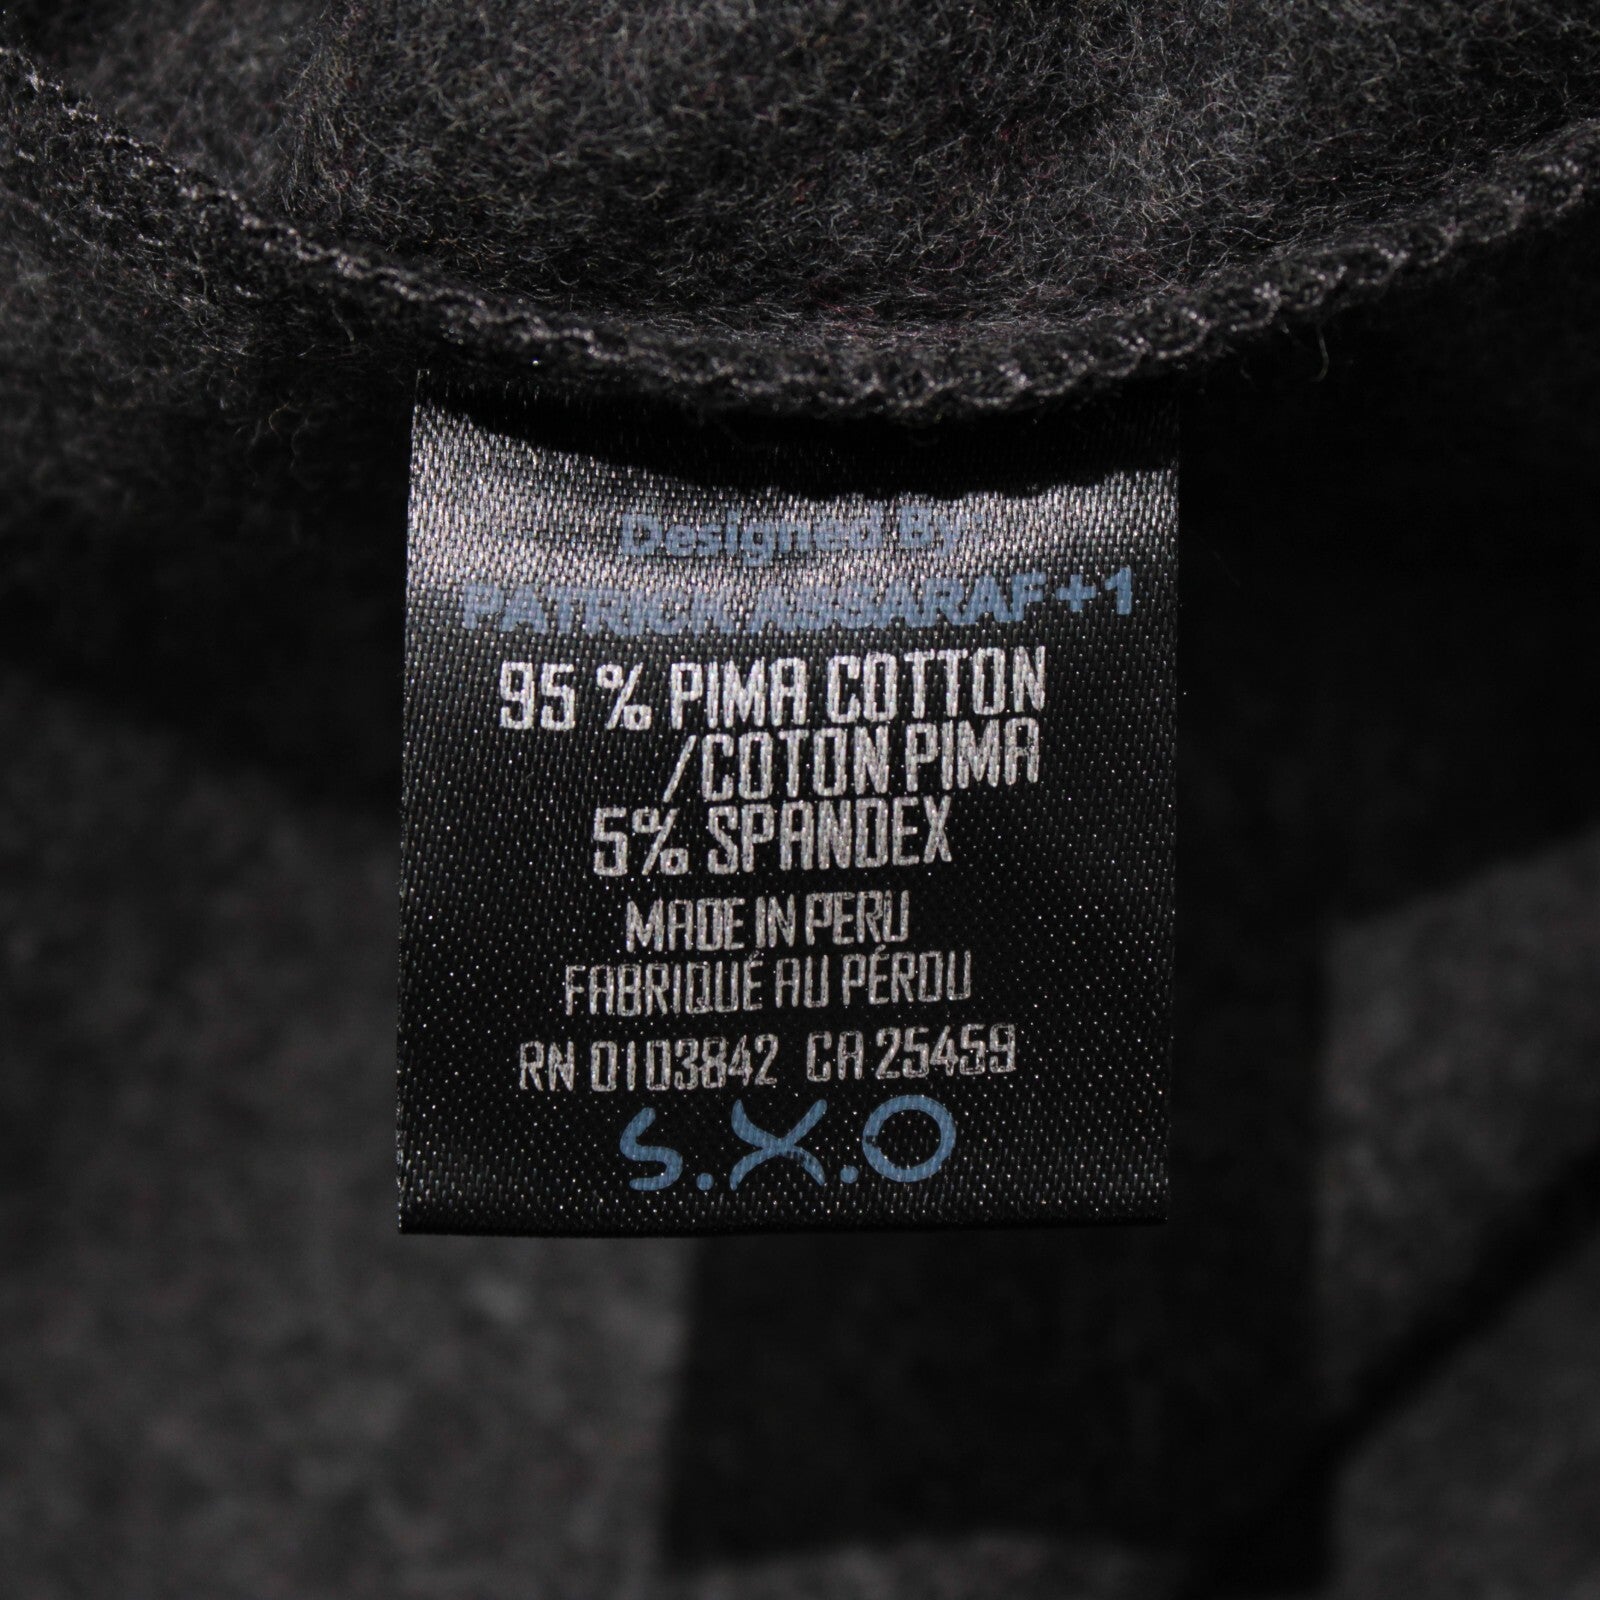 Designed By:
PATRICK ASSARAF+1
95 % PIMA COTTON
/COTON PIMA
5% SPANDEX
MADE IN PERU
FABRIQUÉ AU PÉROU
RN 0103842 CA 25459
S.X.O